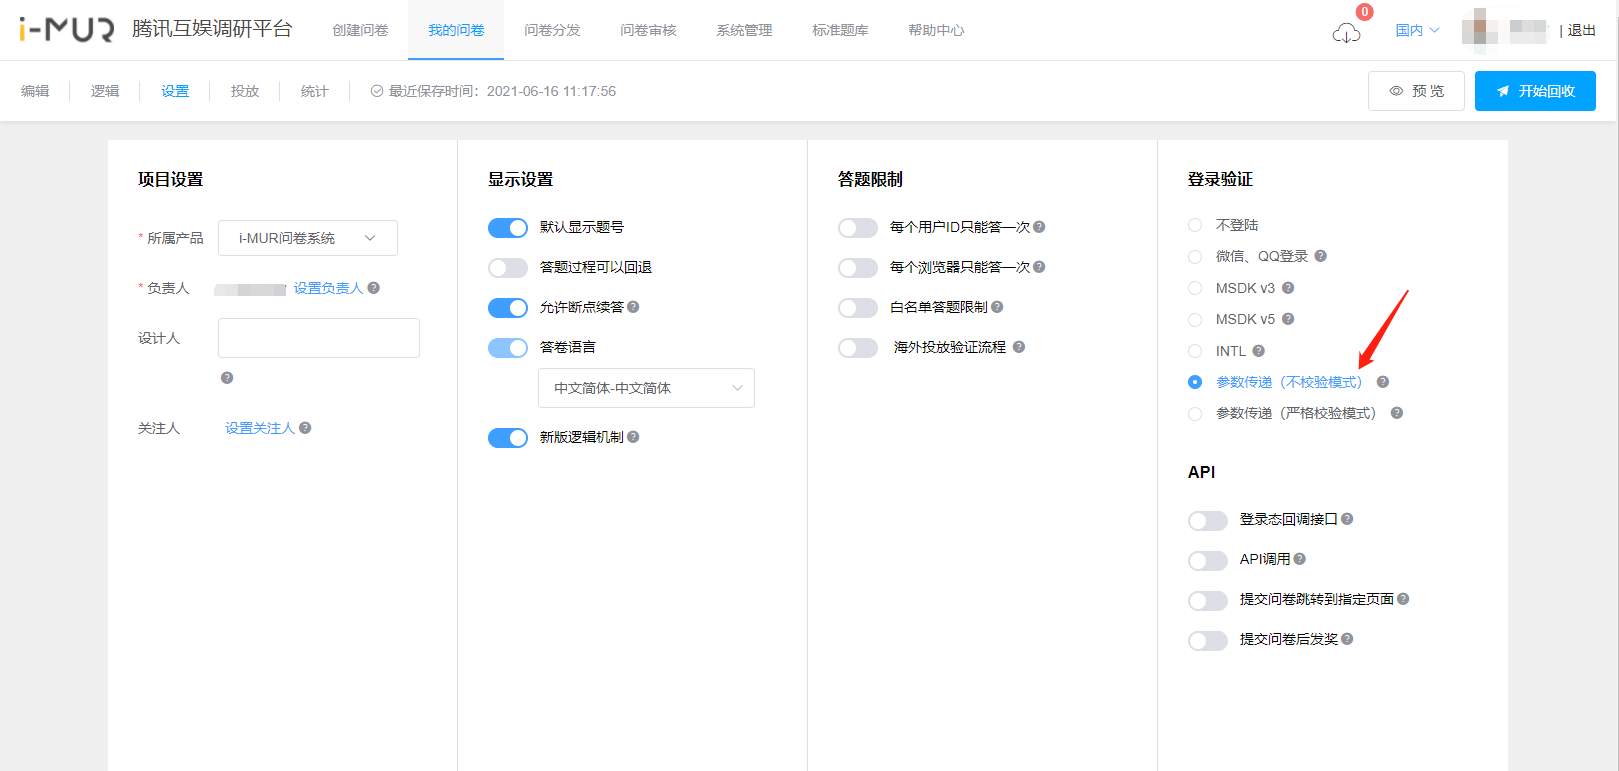 i-MUR 腾讯互娱调研平台 创建问卷 我的问卷 问卷分发 问卷审核 系统管理 标准题库 帮助中心 0 国内 | 退出
编辑 逻辑 设置 投放 统计 最近保存时间：2021-06-16 11:17:56 预 览 开始回收
项目设置
* 所属产品 i-MUR问卷系统
* 负责人 设置负责人 ?
设计人
?
关注人 设置关注人 ?
显示设置
默认显示题号
答题过程可以回退
允许断点续答 ?
答卷语言
中文简体-中文简体
新版逻辑机制 ?
答题限制
每个用户ID只能答一次 ?
每个浏览器只能答一次 ?
白名单答题限制 ?
海外投放验证流程 ?
登录验证
不登陆
微信、QQ登录 ?
MSDK v3 ?
MSDK v5 ?
INTL ?
参数传递（不校验模式） ?
参数传递（严格校验模式） ?
API
登录态回调接口 ?
API调用 ?
提交问卷跳转到指定页面 ?
提交问卷后发奖 ?